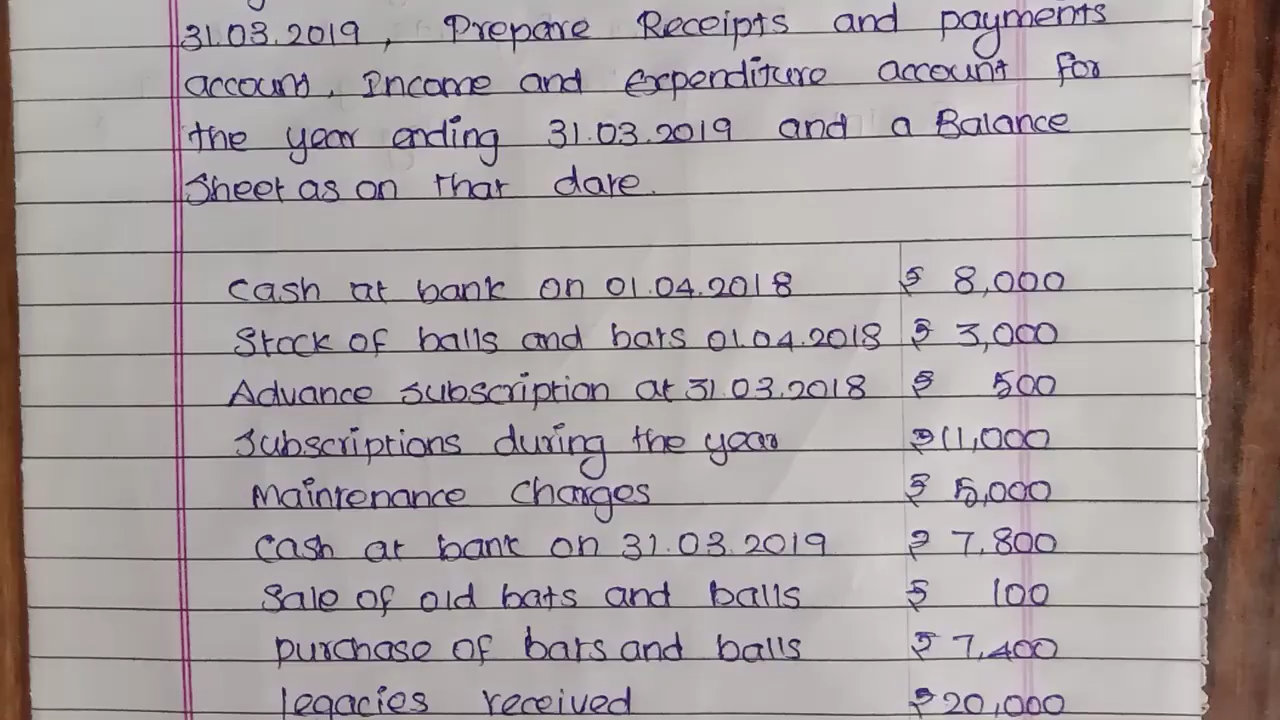 31.03.2019, Prepare Receipts and payments
account, Income and Expenditure account for
the year ending 31.03.2019 and a Balance
Sheet as on that date.
Cash at bank on 01.04.2018 ₹ 8,000
Stock of balls and bats 01.04.2018 ₹ 3,000
Advance subscription at 31.03.2018 ₹ 500
Subscriptions during the year ₹ 11,000
Maintenance charges ₹ 5,000
Cash at bank on 31.03.2019 ₹ 7,800
Sale of old bats and balls ₹ 100
purchase of bats and balls ₹ 7,400
legacies received ₹ 20,000